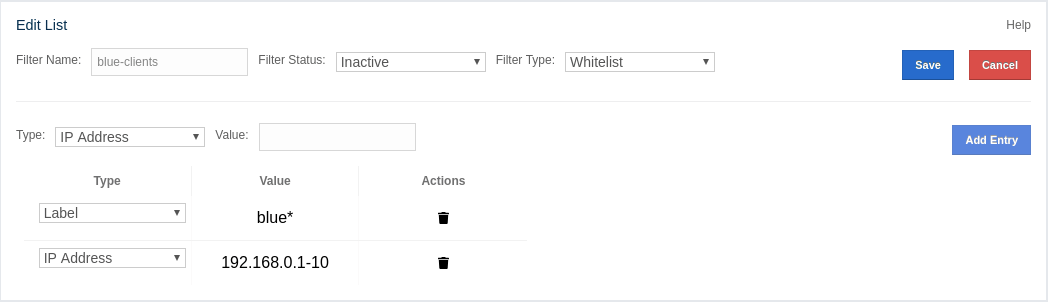 Edit List
Help
Filter Name: blue-clients Filter Status: Inactive Filter Type: Whitelist Save Cancel
Type: IP Address Value: Add Entry
Type Value Actions
Label blue*
IP Address 192.168.0.1-10